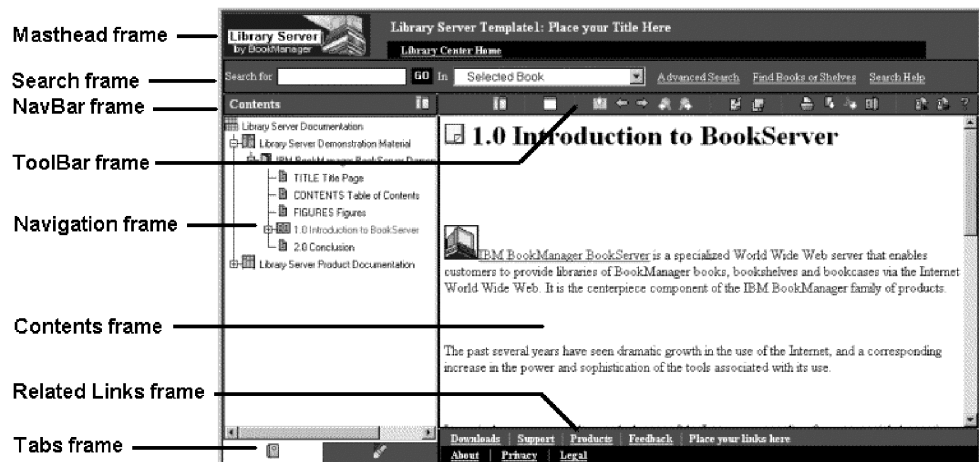 Masthead frame
Library Server
by BookManager
Library Server Template1: Place your Title Here
Library Center Home
Search frame
Search for
GO
In
Selected Book
Advanced Search
Find Books or Shelves
Search Help
NavBar frame
Contents
ToolBar frame
Library Server Documentation
Library Server Demonstration Material
IBM BookManager BookServer Demon
TITLE Title Page
CONTENTS Table of Contents
FIGURES Figures
1.0 Introduction to BookServer
2.0 Conclusion
Library Server Product Documentation
Navigation frame
1.0 Introduction to BookServer
IBM BookManager BookServer is a specialized World Wide Web server that enables
customers to provide libraries of BookManager books, bookshelves and bookcases via the Internet
World Wide Web. It is the centerpiece component of the IBM BookManager family of products.
Contents frame
The past several years have seen dramatic growth in the use of the Internet, and a corresponding
increase in the power and sophistication of the tools associated with its use.
Related Links frame
Downloads | Support | Products | Feedback | Place your links here
About | Privacy | Legal
Tabs frame